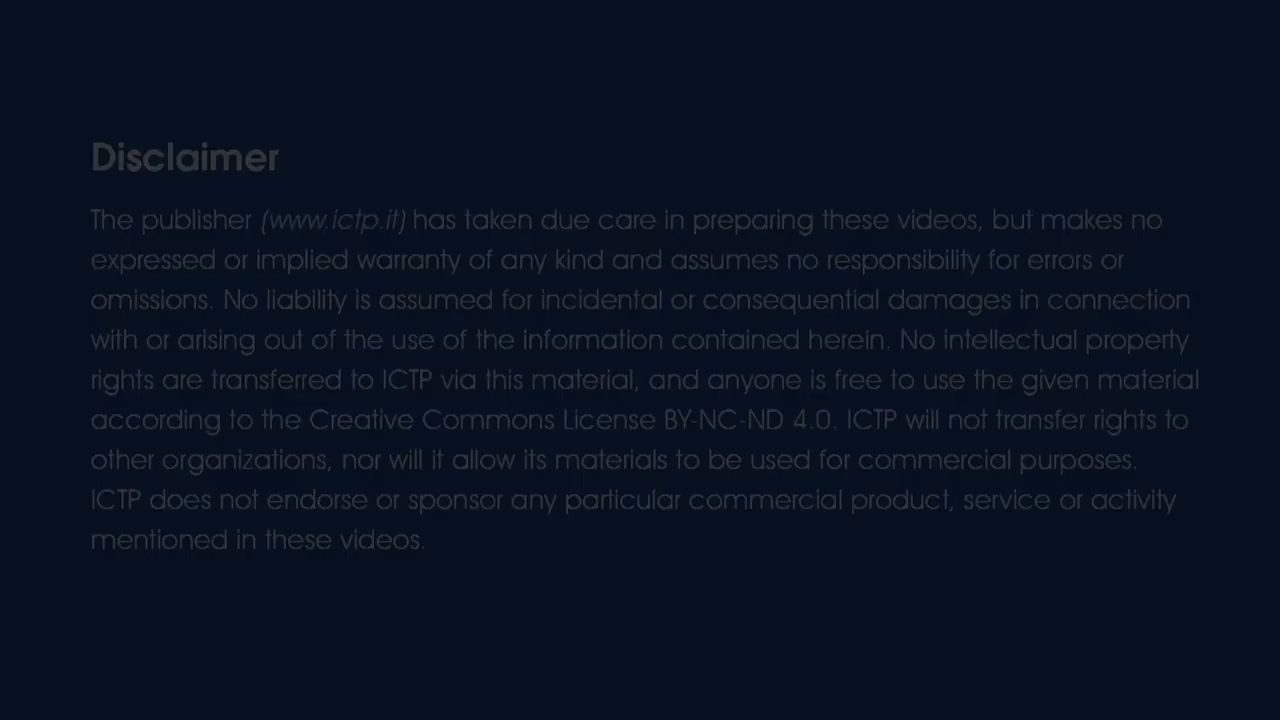 Disclaimer
The publisher (www.ictp.it) has taken due care in preparing these videos, but makes no
expressed or implied warranty of any kind and assumes no responsibility for errors or
omissions. No liability is assumed for incidental or consequential damages in connection
with or arising out of the use of the information contained herein. No intellectual property
rights are transferred to ICTP via this material, and anyone is free to use the given material
according to the Creative Commons License BY-NC-ND 4.0. ICTP will not transfer rights to
other organizations, nor will it allow its materials to be used for commercial purposes.
ICTP does not endorse or sponsor any particular commercial product, service or activity
mentioned in these videos.